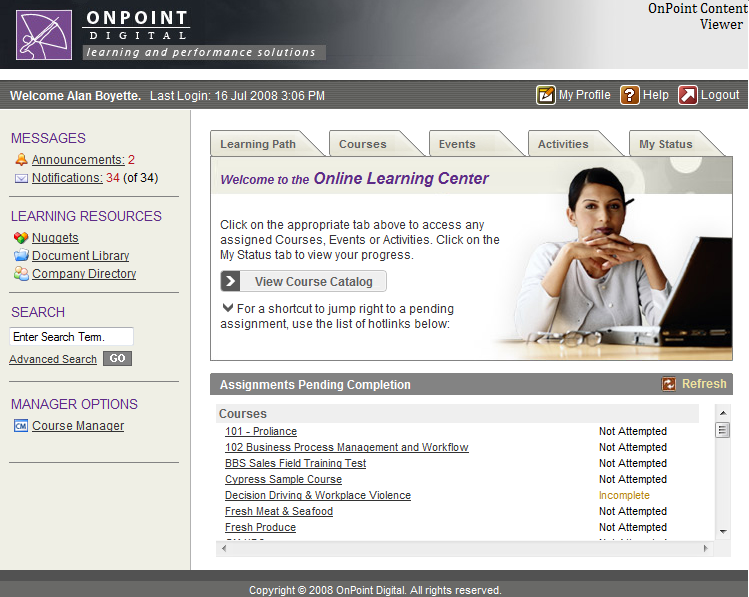 ONPOINT
DIGITAL
learning and performance solutions
OnPoint Content
Viewer
Welcome Alan Boyette. Last Login: 16 Jul 2008 3:06 PM
My Profile
Help
Logout
MESSAGES
Announcements: 2
Notifications: 34 (of 34)
LEARNING RESOURCES
Nuggets
Document Library
Company Directory
SEARCH
Enter Search Term.
Advanced Search GO
MANAGER OPTIONS
CM Course Manager
Learning Path
Courses
Events
Activities
My Status
Welcome to the Online Learning Center
Click on the appropriate tab above to access any
assigned Courses, Events or Activities. Click on the
My Status tab to view your progress.
View Course Catalog
For a shortcut to jump right to a pending
assignment, use the list of hotlinks below:
Assignments Pending Completion
Refresh
Courses
101 - Proliance Not Attempted
102 Business Process Management and Workflow Not Attempted
BBS Sales Field Training Test Not Attempted
Cypress Sample Course Not Attempted
Decision Driving & Workplace Violence Incomplete
Fresh Meat & Seafood Not Attempted
Fresh Produce Not Attempted
Copyright © 2008 OnPoint Digital. All rights reserved.